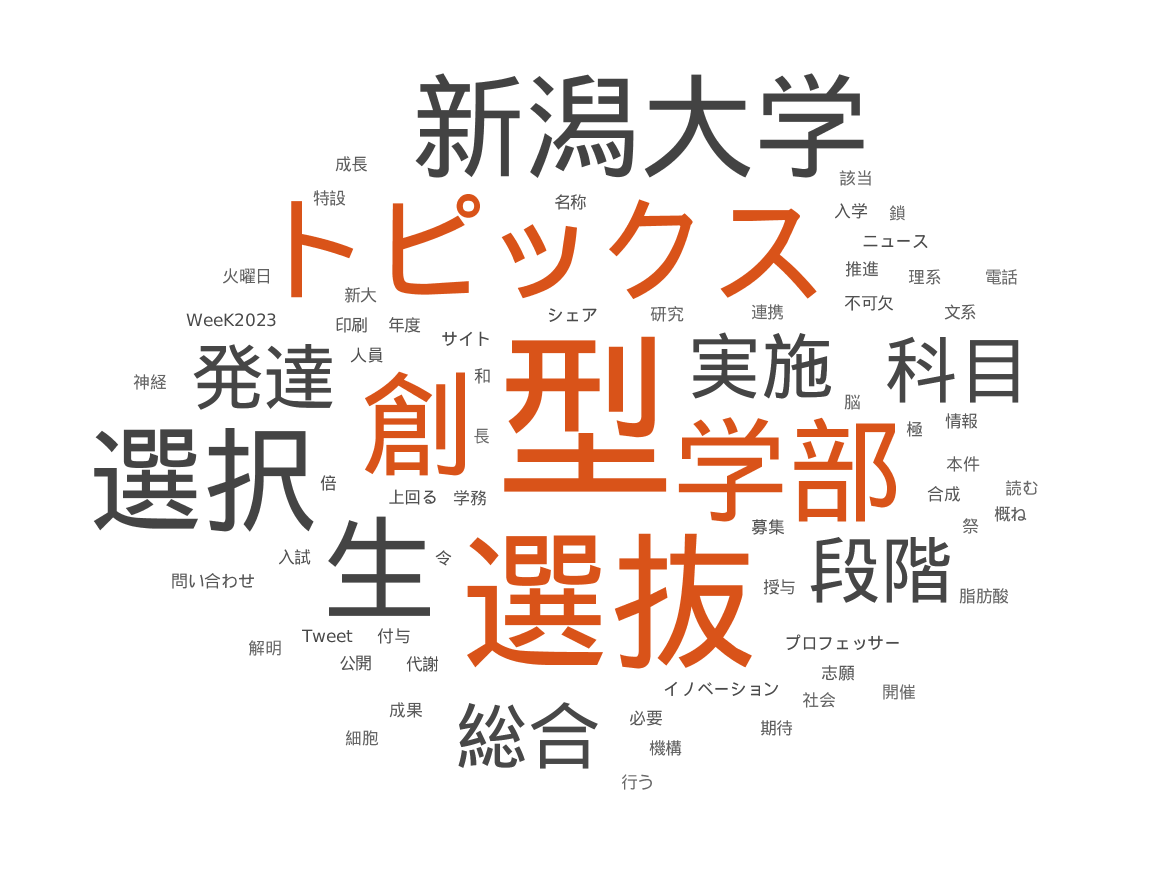 新潟大学
成長
該当
特設
トピックス
名称
入学
鎖
ニュース
火曜日
推進
理系
電話
新大
不可欠
WeeK2023
印刷
年度
シェア
研究
連携
文系
サイト
人員
発達
型
実施
科目
神経
創
和
脳
長
学部
極
情報
選択
倍
本件
上回る
学務
合成
読む
募集
祭
概ね
生
入試
令
選抜
段階
問い合わせ
授与
脂肪酸
解明
Tweet
付与
プロフェッサー
公開
代謝
志願
イノベーション
社会
開催
成果
総合
必要
期待
細胞
機構
行う